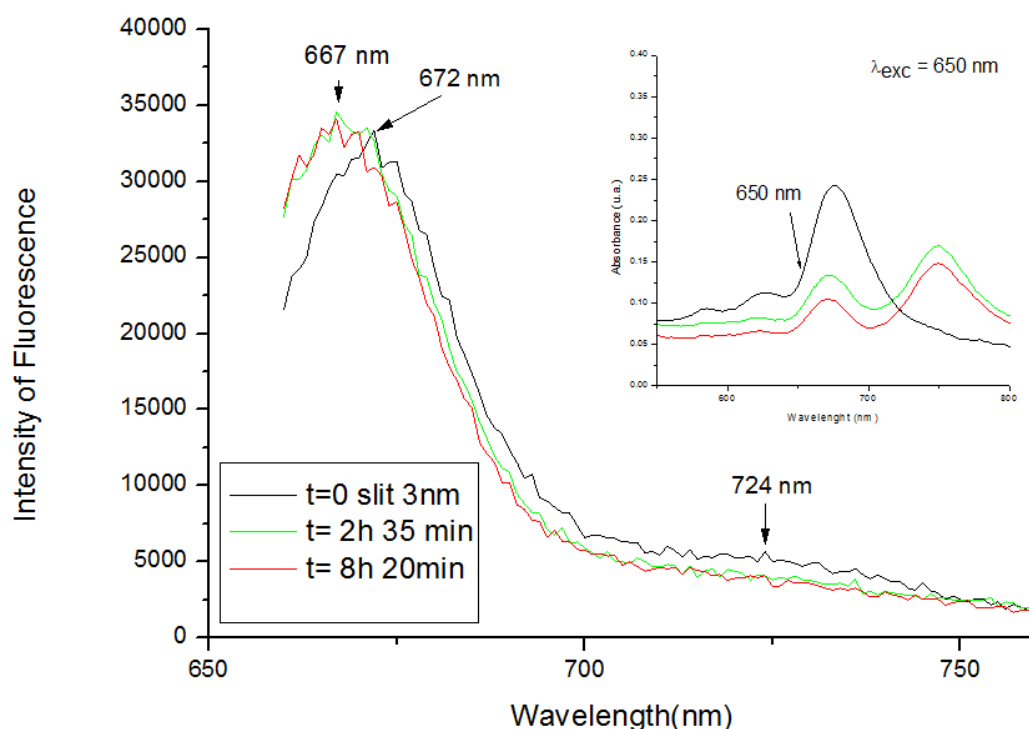 40000
35000
30000
25000
20000
15000
10000
5000
0
Intensity of Fluorescence
650
700
750
Wavelength(nm)
667 nm
672 nm
724 nm
t=0 slit 3nm
t= 2h 35 min
t= 8h 20min
0.40
0.35
0.30
0.25
0.20
0.15
0.10
0.05
0.00
Absorbance (u.a.)
600
700
800
Wavelenght (nm)
λexc = 650 nm
650 nm